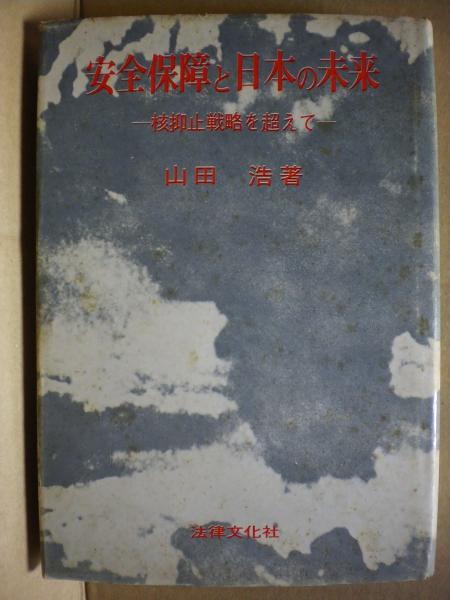 安全保障と日本の未来
―核抑止戦略を超えて―
山田 浩著
法律文化社